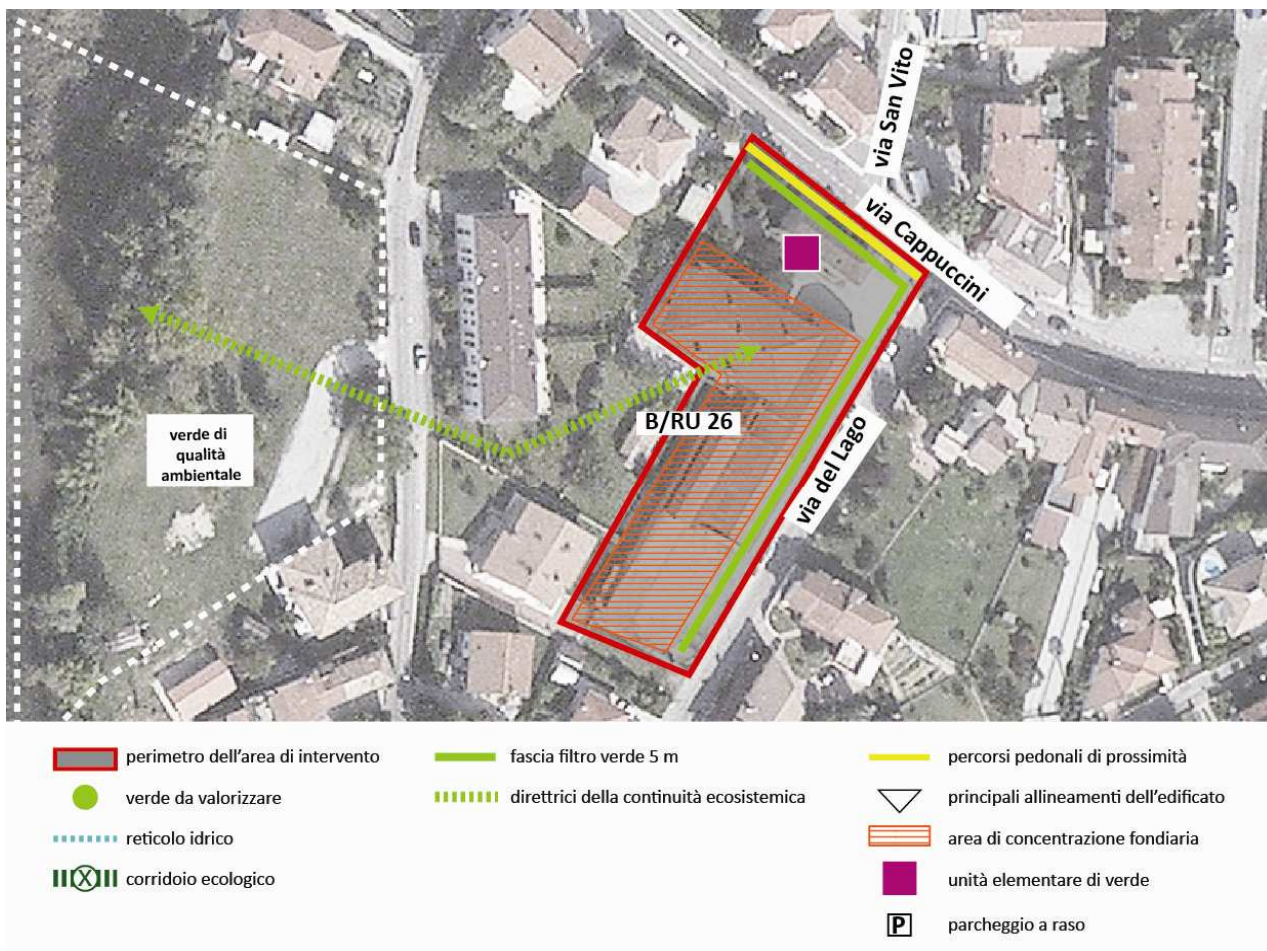 via San Vito
via Cappuccini
B/RU 26
via del Lago
verde di
qualità
ambientale
perimetro dell'area di intervento
verde da valorizzare
reticolo idrico
X corridoio ecologico
fascia filtro verde 5 m
direttrici della continuità ecosistemica
percorsi pedonali di prossimità
principali allineamenti dell'edificato
area di concentrazione fondiaria
unità elementare di verde
P parcheggio a raso